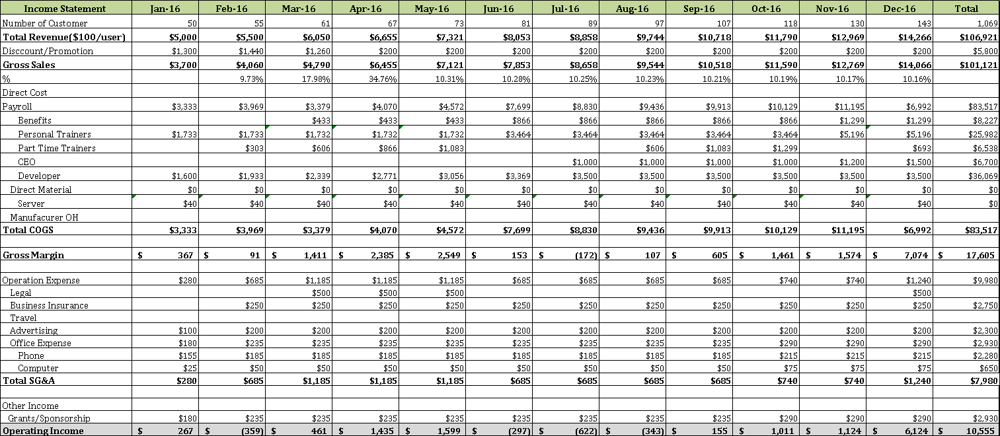 Income Statement Jan-16 Feb-16 Mar-16 Apr-16 May-16 Jun-16 Jul-16 Aug-16 Sep-16 Oct-16 Nov-16 Dec-16 Total
Number of Customer 50 55 61 67 73 81 89 97 107 118 130 143 1,069
Total Revenue($100/user) $5,000 $5,500 $6,050 $6,655 $7,321 $8,053 $8,858 $9,744 $10,718 $11,790 $12,969 $14,266 $106,921
Disccount/Promotion $1,300 $1,440 $1,260 $200 $200 $200 $200 $200 $200 $200 $200 $200 $5,800
Gross Sales $3,700 $4,060 $4,790 $6,455 $7,121 $7,853 $8,658 $9,544 $10,518 $11,590 $12,769 $14,066 $101,121
% 9.73% 17.98% 34.76% 10.31% 10.28% 10.25% 10.23% 10.21% 10.19% 10.17% 10.16%
Direct Cost
Payroll $3,333 $3,969 $3,379 $4,070 $4,572 $7,699 $8,830 $9,436 $9,913 $10,129 $11,195 $6,992 $83,517
Benefits $433 $433 $433 $866 $866 $866 $866 $866 $1,299 $1,299 $8,227
Personal Trainers $1,733 $1,733 $1,732 $1,732 $1,732 $3,464 $3,464 $3,464 $3,464 $3,464 $5,196 $5,196 $25,982
Part Time Trainers $303 $606 $866 $1,083 $606 $1,083 $1,299 $693 $6,538
CEO $1,000 $1,000 $1,000 $1,000 $1,200 $1,500 $6,700
Developer $1,600 $1,933 $2,339 $2,771 $3,056 $3,369 $3,500 $3,500 $3,500 $3,500 $3,500 $3,500 $36,069
Direct Material $0 $0 $0 $0 $0 $0 $0 $0 $0 $0 $0 $0 $0
Server $40 $40 $40 $40 $40 $40 $40 $40 $40 $40 $40 $40 $0
Manufacurer OH
Total COGS $3,333 $3,969 $3,379 $4,070 $4,572 $7,699 $8,830 $9,436 $9,913 $10,129 $11,195 $6,992 $83,517
Gross Margin $ 367 $ 91 $ 1,411 $ 2,385 $ 2,549 $ 153 $ (172) $ 107 $ 605 $ 1,461 $ 1,574 $ 7,074 $ 17,605
Operation Expense $280 $685 $1,185 $1,185 $1,185 $685 $685 $685 $685 $740 $740 $1,240 $9,980
Legal $500 $500 $500 $500
Business Insurance $250 $250 $250 $250 $250 $250 $250 $250 $250 $250 $250 $2,750
Travel
Advertising $100 $200 $200 $200 $200 $200 $200 $200 $200 $200 $200 $200 $2,300
Office Expense $180 $235 $235 $235 $235 $235 $235 $235 $235 $290 $290 $290 $2,930
Phone $155 $185 $185 $185 $185 $185 $185 $185 $185 $215 $215 $215 $2,280
Computer $25 $50 $50 $50 $50 $50 $50 $50 $50 $75 $75 $75 $650
Total SG&A $280 $685 $1,185 $1,185 $1,185 $685 $685 $685 $685 $740 $740 $1,240 $7,980
Other Income
Grants/Sponsorship $180 $235 $235 $235 $235 $235 $235 $235 $235 $290 $290 $290 $2,930
Operating Income $ 267 $ (359) $ 461 $ 1,435 $ 1,599 $ (297) $ (622) $ (343) $ 155 $ 1,011 $ 1,124 $ 6,124 $ 10,555